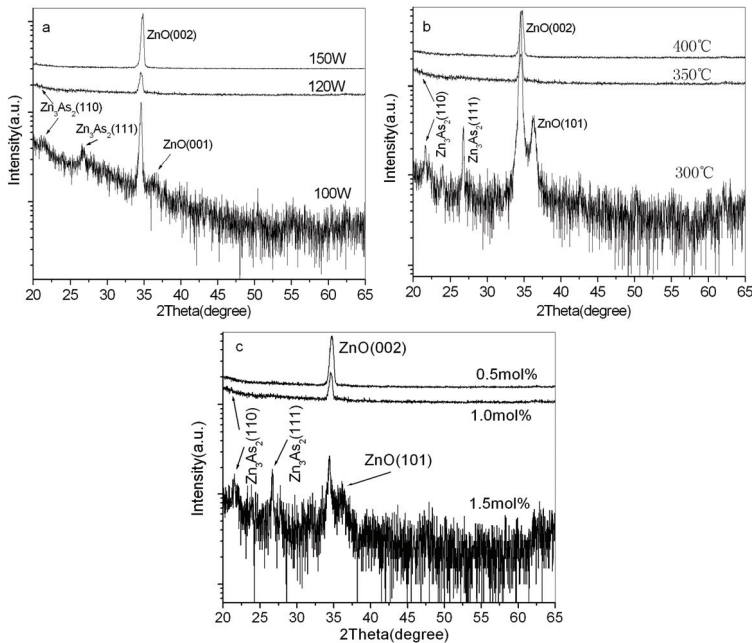 a
ZnO(002)
150W
120W
Zn3As2(110)
Zn3As2(111)
ZnO(001)
100W
Intensity(a.u.)
20 25 30 35 40 45 50 55 60 65
2Theta(degree)
b
ZnO(002)
400℃
350℃
Zn3As2(110)
Zn3As2(111)
ZnO(101)
300℃
Intensity(a.u.)
20 25 30 35 40 45 50 55 60 65
2Theta(degree)
c
ZnO(002)
0.5mol%
1.0mol%
Zn3As2(110)
Zn3As2(111)
ZnO(101)
1.5mol%
Intensity(a.u.)
20 25 30 35 40 45 50 55 60 65
2Theta(degree)